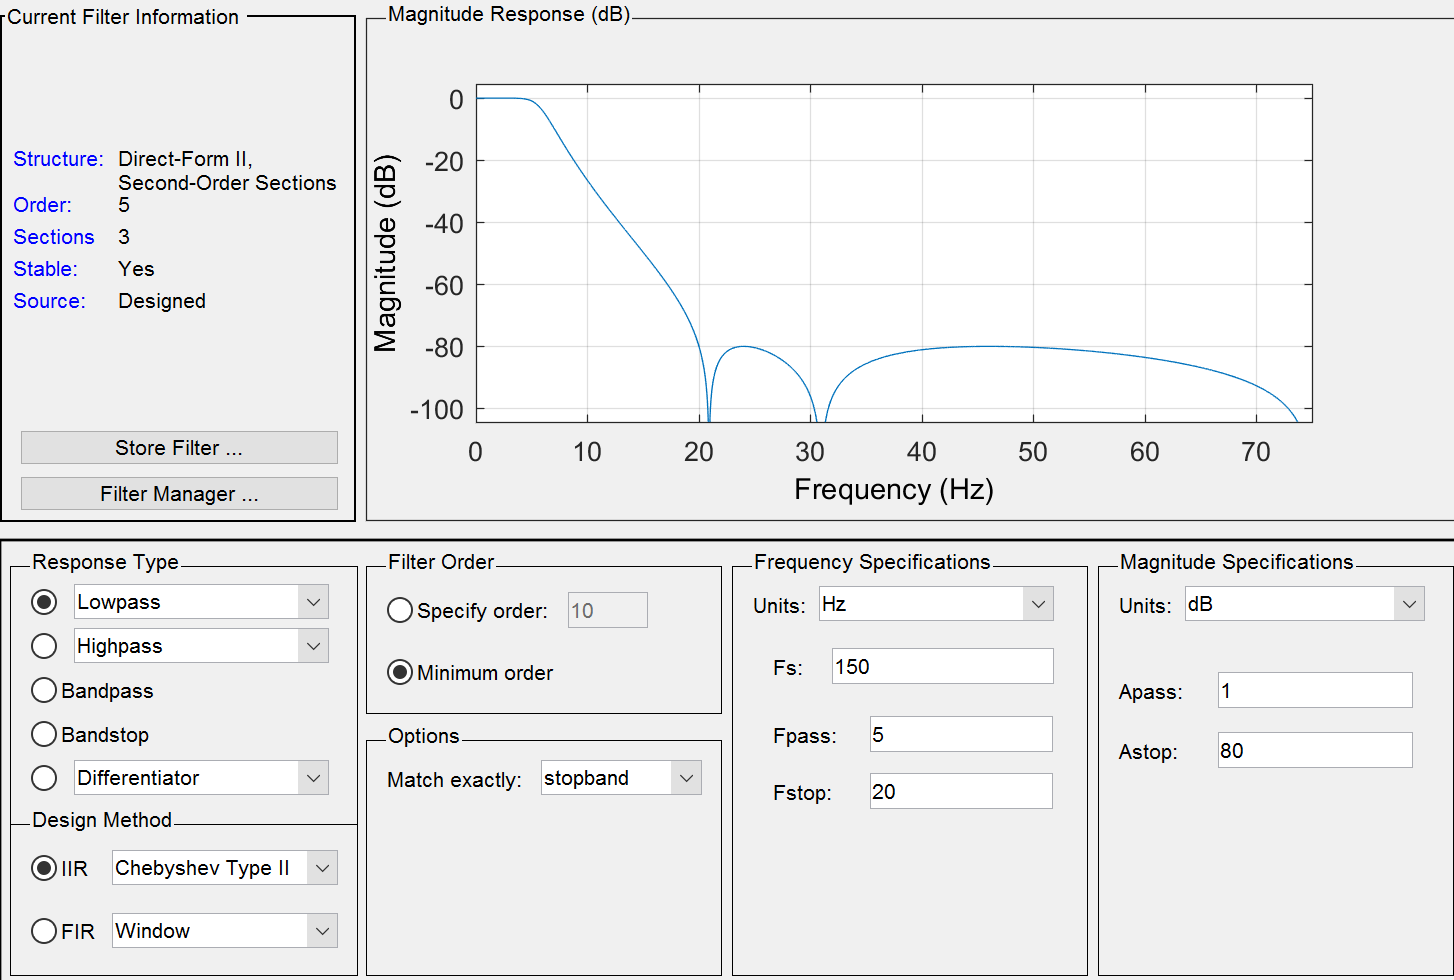 Current Filter Information
Structure: Direct-Form II,
Second-Order Sections
Order: 5
Sections 3
Stable: Yes
Source: Designed
Store Filter ...
Filter Manager ...
Magnitude Response (dB)
Magnitude (dB)
0
-20
-40
-60
-80
-100
0 10 20 30 40 50 60 70
Frequency (Hz)
Response Type
Lowpass
Highpass
Bandpass
Bandstop
Differentiator
Design Method
IIR Chebyshev Type II
FIR Window
Filter Order
Specify order: 10
Minimum order
Options
Match exactly: stopband
Frequency Specifications
Units: Hz
Fs: 150
Fpass: 5
Fstop: 20
Magnitude Specifications
Units: dB
Apass: 1
Astop: 80